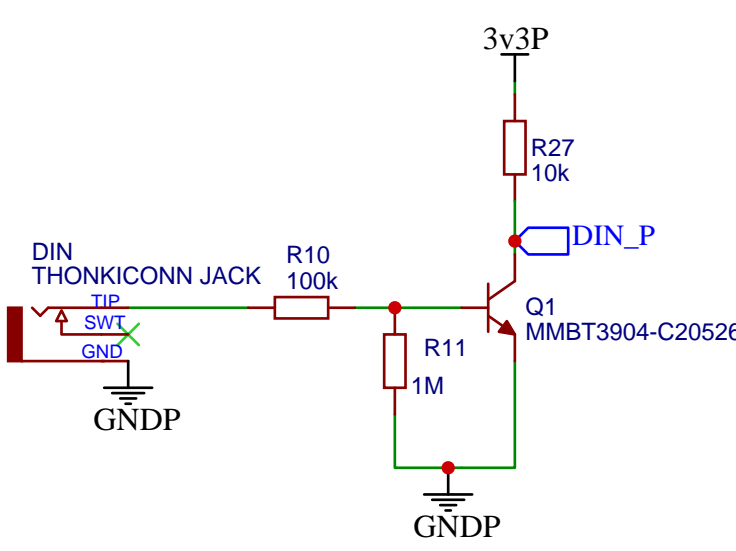 3v3P
R27
10k
DIN_P
DIN
THONKICONN JACK
R10
100k
TIP
SWT
GND
Q1
MMBT3904-C20526
R11
1M
GNDP
GNDP